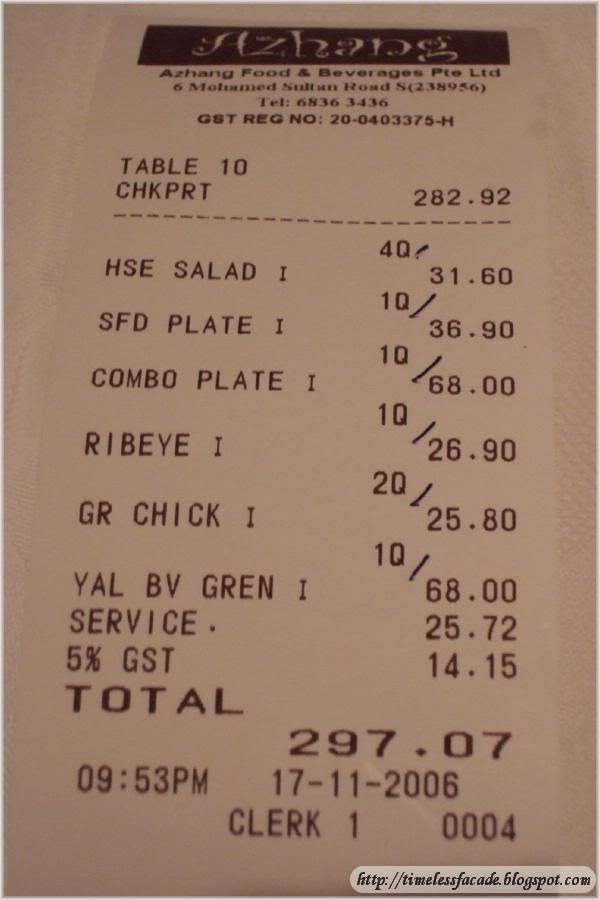 Azhang
Azhang Food & Beverages Pte Ltd
6 Mohamed Sultan Road S(238956)
Tel: 6836 3436
GST REG NO: 20-0403375-H
TABLE 10
CHKPRT 282.92
4Q
HSE SALAD I 31.60
1Q
SFD PLATE I 36.90
1Q
COMBO PLATE I 68.00
1Q
RIBEYE I 26.90
2Q
GR CHICK I 25.80
1Q
YAL BV GREN I 68.00
SERVICE . 25.72
5% GST 14.15
TOTAL
297.07
09:53PM 17-11-2006
CLERK 1 0004
http://timelessfacade.blogspot.com